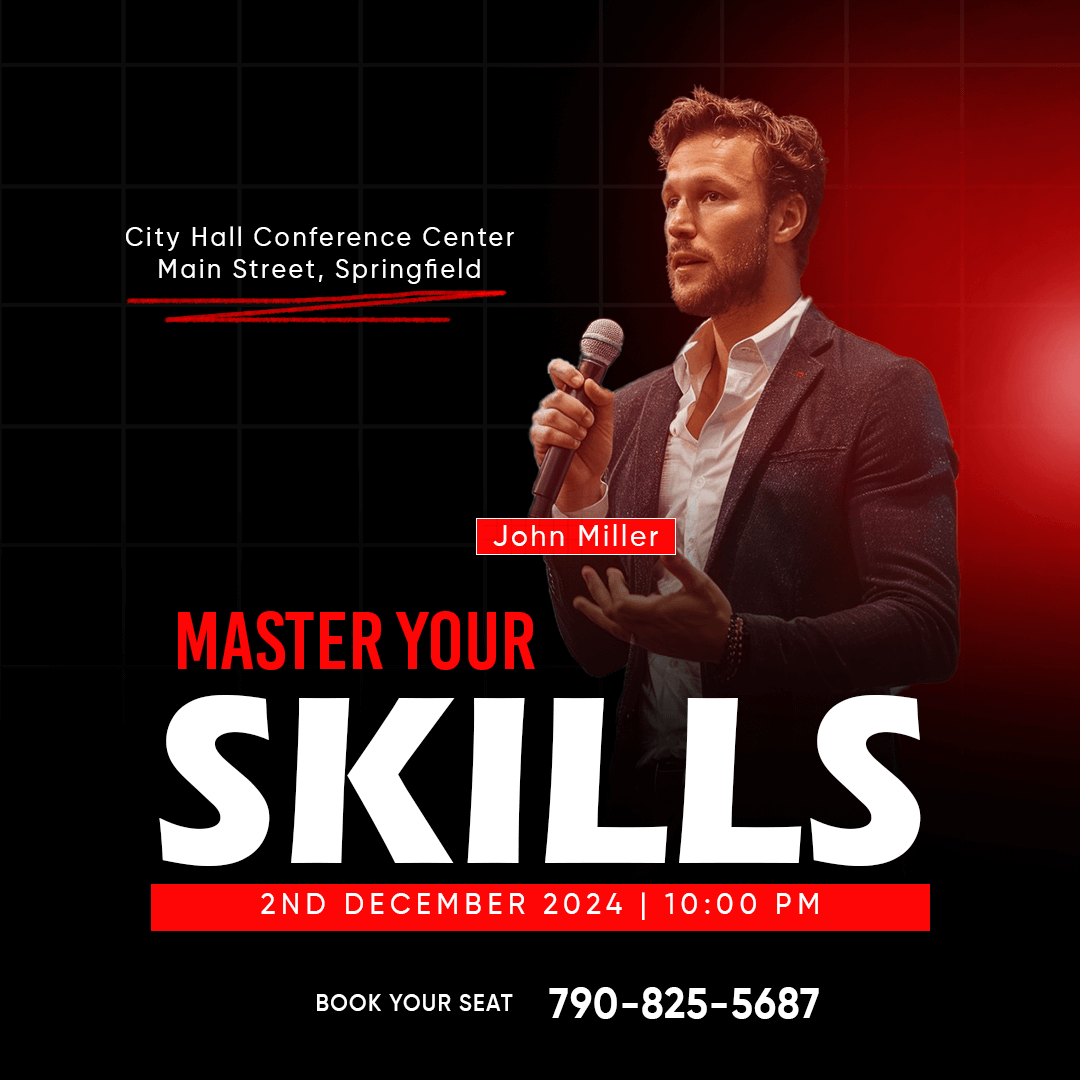 City Hall Conference Center
Main Street, Springfield
John Miller
MASTER YOUR
SKILLS
2ND DECEMBER 2024 | 10:00 PM
BOOK YOUR SEAT 790-825-5687